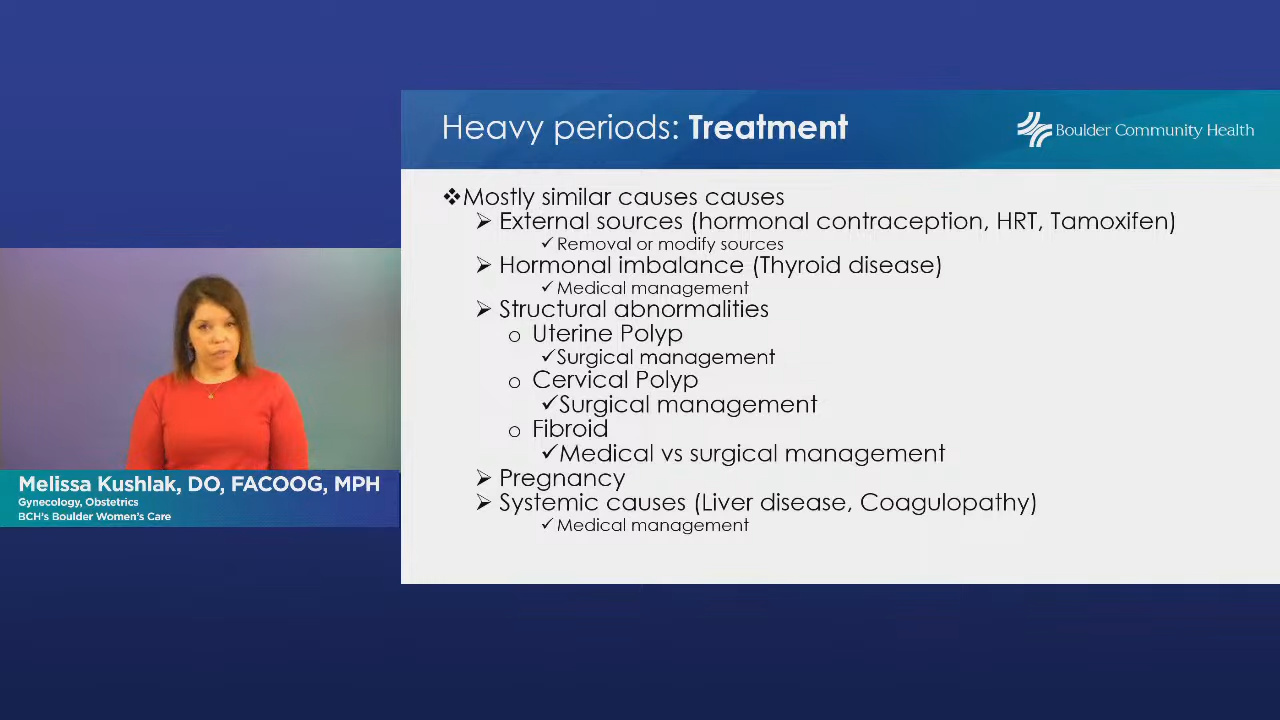 Heavy periods: Treatment
Boulder Community Health
❖Mostly similar causes causes
➢ External sources (hormonal contraception, HRT, Tamoxifen)
✓Removal or modify sources
➢ Hormonal imbalance (Thyroid disease)
✓Medical management
➢ Structural abnormalities
o Uterine Polyp
✓Surgical management
o Cervical Polyp
✓Surgical management
o Fibroid
✓Medical vs surgical management
➢ Pregnancy
➢ Systemic causes (Liver disease, Coagulopathy)
✓Medical management
Melissa Kushlak, DO, FACOOG, MPH
Gynecology, Obstetrics
BCH's Boulder Women's Care